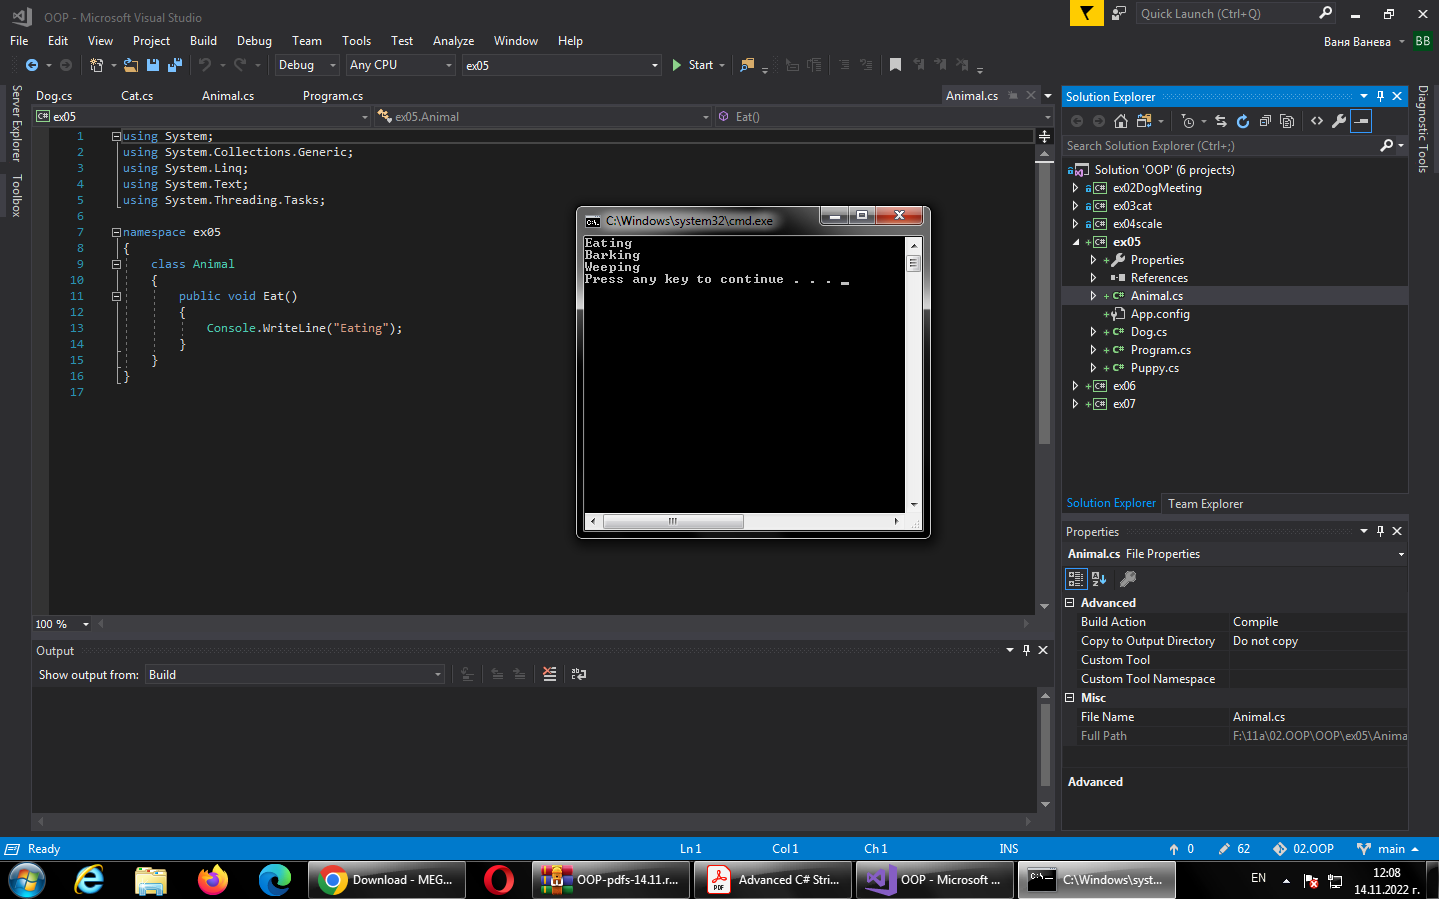 OOP - Microsoft Visual Studio
Quick Launch (Ctrl+Q)
File Edit View Project Build Debug Team Tools Test Analyze Window Help
Ваня Ванева BB
Debug Any CPU ex05 Start
Server Explorer
Toolbox
Dog.cs Cat.cs Animal.cs Program.cs Animal.cs
C# ex05 ex05.Animal Eat()
1 using System;
2 using System.Collections.Generic;
3 using System.Linq;
4 using System.Text;
5 using System.Threading.Tasks;
6
7 namespace ex05
8 {
9 class Animal
10 {
11 public void Eat()
12 {
13 Console.WriteLine("Eating");
14 }
15 }
16 }
17
100 %
C:\Windows\system32\cmd.exe
Eating
Barking
Weeping
Press any key to continue . . . _
Output
Show output from: Build
Solution Explorer
Search Solution Explorer (Ctrl+;)
Solution 'OOP' (6 projects)
C# ex02DogMeeting
C# ex03cat
C# ex04scale
C# ex05
Properties
References
C# Animal.cs
App.config
C# Dog.cs
C# Program.cs
C# Puppy.cs
C# ex06
C# ex07
Solution Explorer Team Explorer
Properties
Animal.cs File Properties
Advanced
Build Action Compile
Copy to Output Directory Do not copy
Custom Tool
Custom Tool Namespace
Misc
File Name Animal.cs
Full Path F:\11a\02.OOP\OOP\ex05\Anima
Advanced
Diagnostic Tools
Ready Ln 1 Col 1 Ch 1 INS 0 62 02.OOP main
Download - MEG... OOP-pdfs-14.11.r... PDF Advanced C# Stri... OOP - Microsoft ... C:\Windows\syst... EN 12:08
14.11.2022 г.